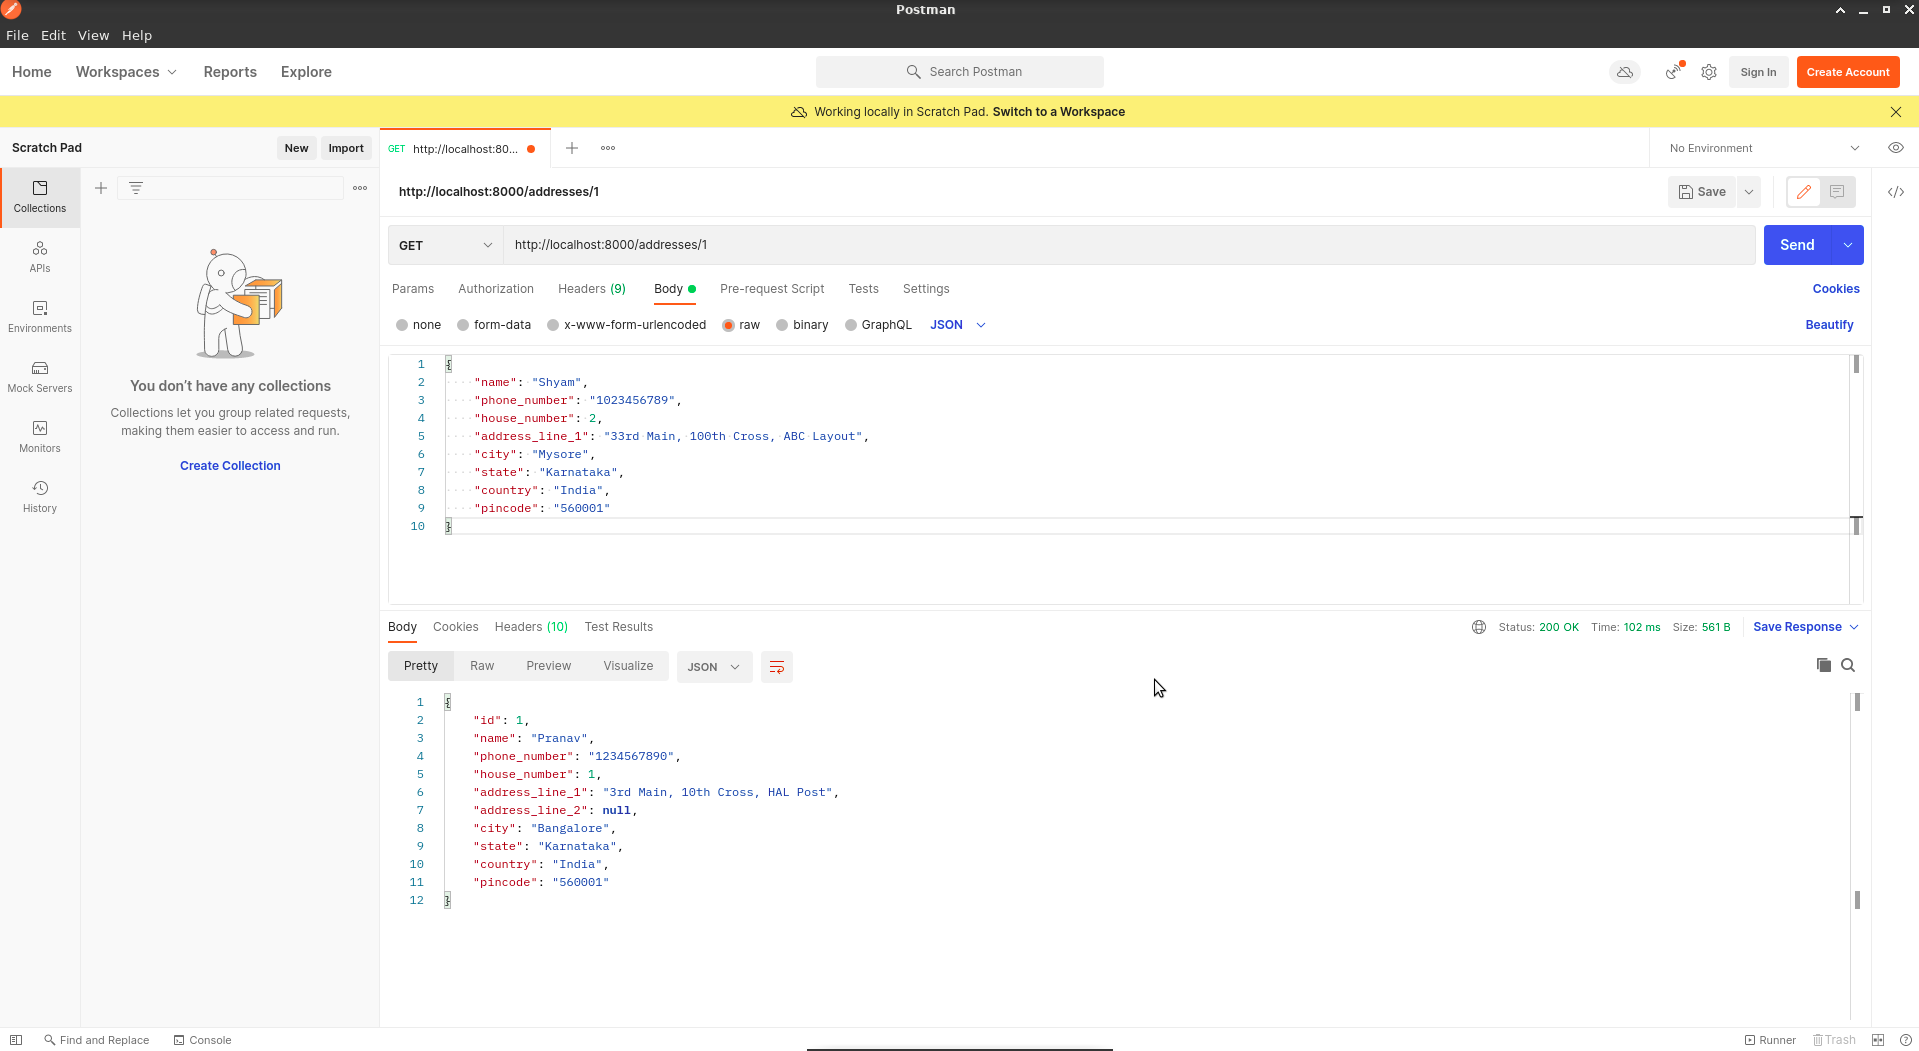 Postman
File Edit View Help
Home Workspaces Reports Explore
Search Postman
Sign In Create Account
Working locally in Scratch Pad. Switch to a Workspace
Scratch Pad New Import
GET http://localhost:80...
No Environment
Collections
APIs
Environments
Mock Servers
Monitors
History
You don't have any collections
Collections let you group related requests,
making them easier to access and run.
Create Collection
http://localhost:8000/addresses/1
Save
GET http://localhost:8000/addresses/1 Send
Params Authorization Headers (9) Body Pre-request Script Tests Settings Cookies
none form-data x-www-form-urlencoded raw binary GraphQL JSON Beautify
1 {
2 "name": "Shyam",
3 "phone_number": "1023456789",
4 "house_number": 2,
5 "address_line_1": "33rd Main, 100th Cross, ABC Layout",
6 "city": "Mysore",
7 "state": "Karnataka",
8 "country": "India",
9 "pincode": "560001"
10 }
Body Cookies Headers (10) Test Results Status: 200 OK Time: 102 ms Size: 561 B Save Response
Pretty Raw Preview Visualize JSON
1 {
2 "id": 1,
3 "name": "Pranav",
4 "phone_number": "1234567890",
5 "house_number": 1,
6 "address_line_1": "3rd Main, 10th Cross, HAL Post",
7 "address_line_2": null,
8 "city": "Bangalore",
9 "state": "Karnataka",
10 "country": "India",
11 "pincode": "560001"
12 }
Find and Replace Console Runner Trash